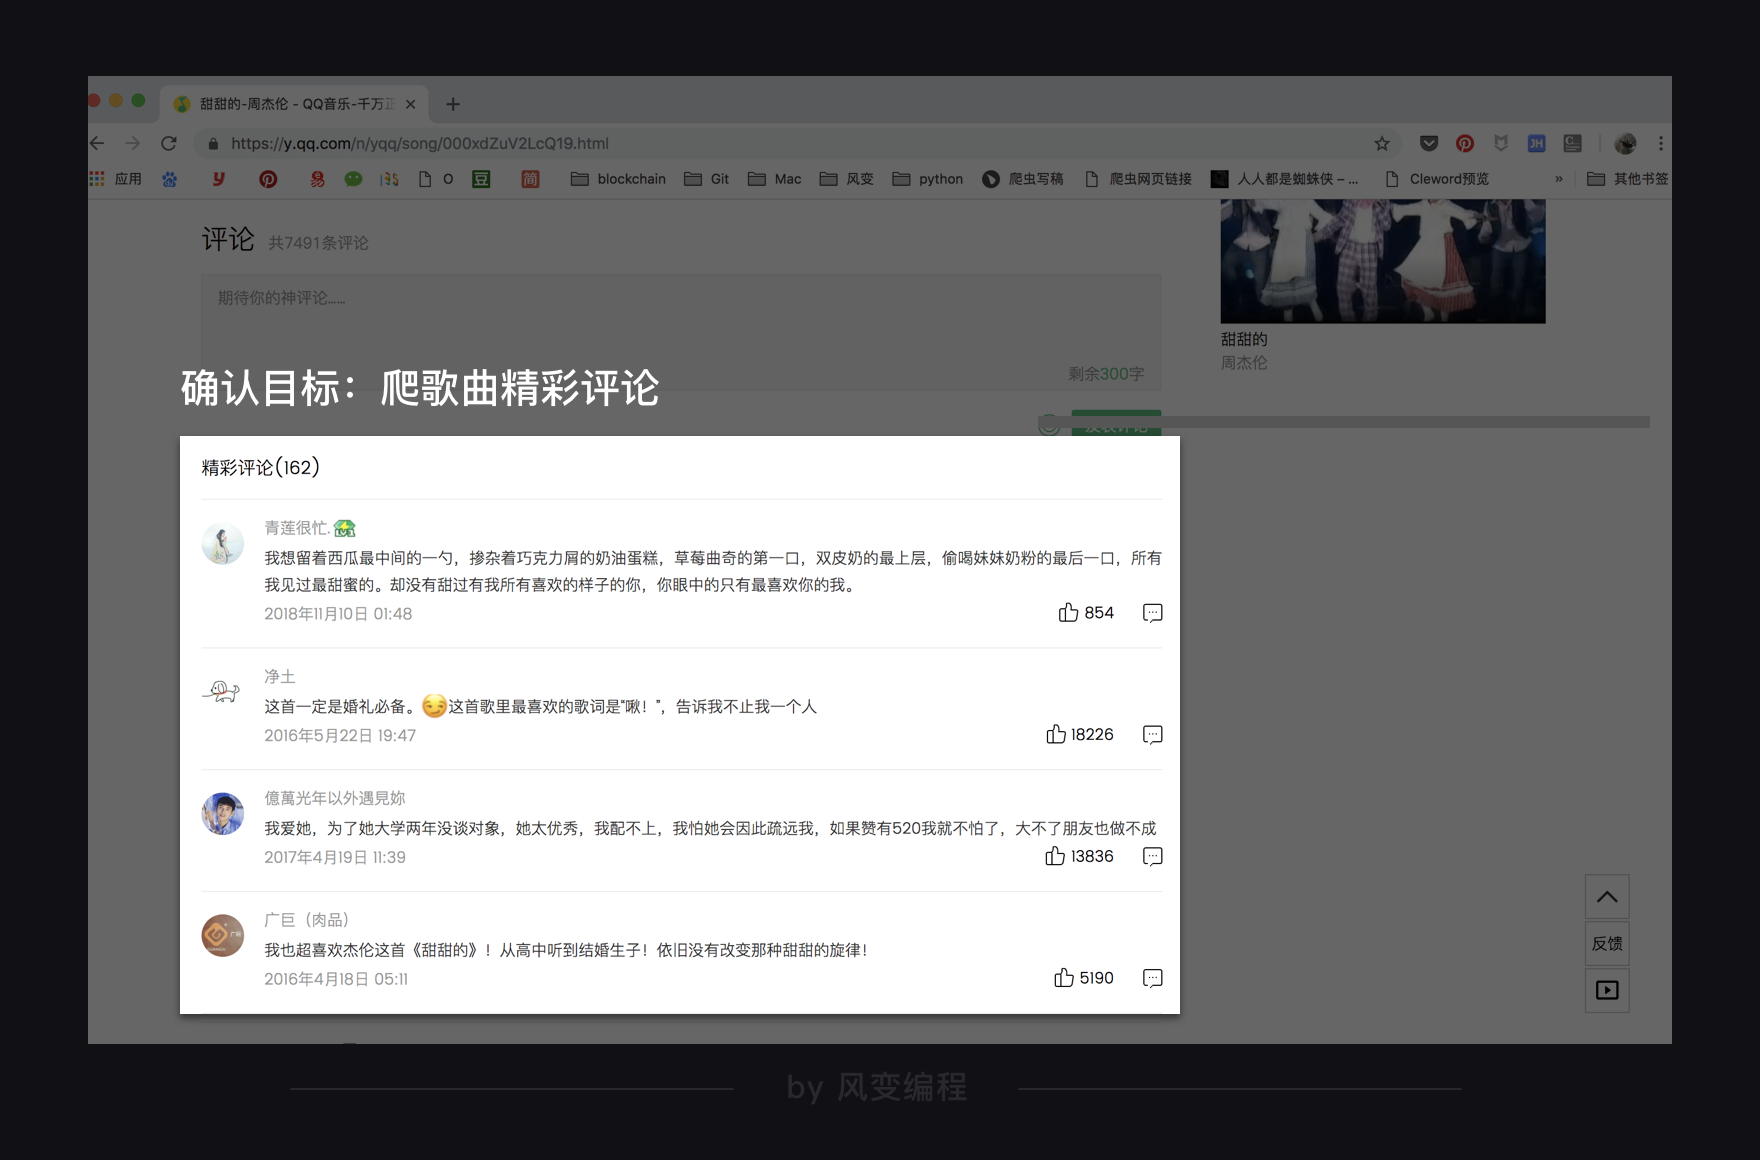 甜甜的-周杰伦 - QQ音乐-千万正
https://y.qq.com/n/yqq/song/000xdZuV2LcQ19.html
应用 O 豆 简 blockchain Git Mac 风变 python 爬虫写稿 爬虫网页链接 人人都是蜘蛛侠 – ... Cleword预览 » 其他书签
评论 共7491条评论
期待你的神评论……
剩余300字
甜甜的
周杰伦
确认目标：爬歌曲精彩评论
发表评论
精彩评论(162)
青莲很忙.
我想留着西瓜最中间的一勺，掺杂着巧克力屑的奶油蛋糕，草莓曲奇的第一口，双皮奶的最上层，偷喝妹妹奶粉的最后一口，所有
我见过最甜蜜的。却没有甜过有我所有喜欢的样子的你，你眼中的只有最喜欢你的我。
2018年11月10日 01:48 854
净土
这首一定是婚礼必备。😏这首歌里最喜欢的歌词是"啾！"，告诉我不止我一个人
2016年5月22日 19:47 18226
億萬光年以外遇見妳
我爱她，为了她大学两年没谈对象，她太优秀，我配不上，我怕她会因此疏远我，如果赞有520我就不怕了，大不了朋友也做不成
2017年4月19日 11:39 13836
广巨（肉品）
我也超喜欢杰伦这首《甜甜的》！从高中听到结婚生子！依旧没有改变那种甜甜的旋律！
2016年4月18日 05:11 5190
反馈
by 风变编程